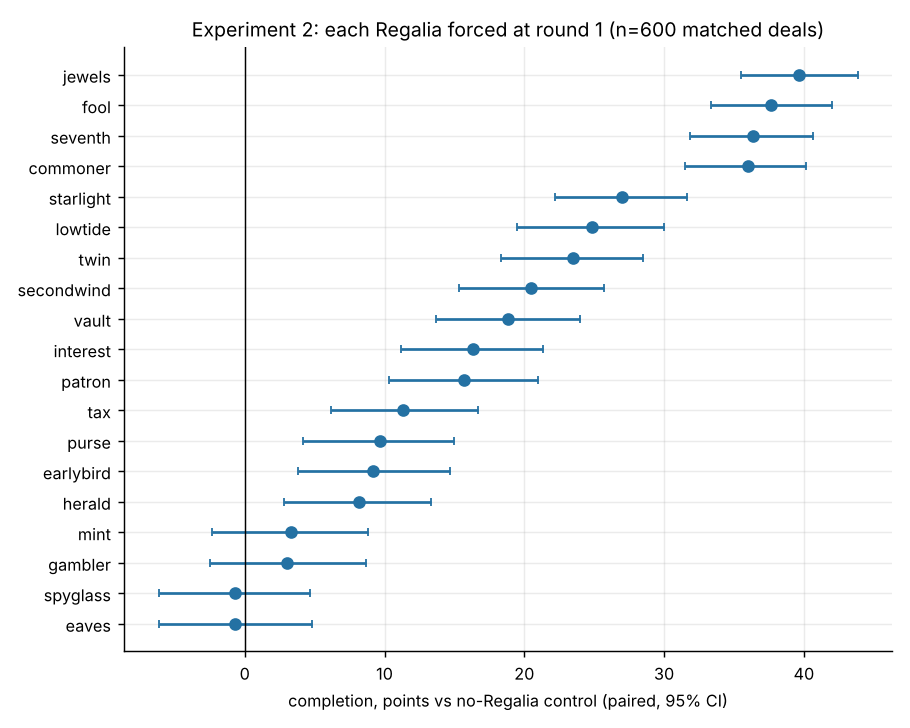 Experiment 2: each Regalia forced at round 1 (n=600 matched deals)
jewels
fool
seventh
commoner
starlight
lowtide
twin
secondwind
vault
interest
patron
tax
purse
earlybird
herald
mint
gambler
spyglass
eaves
0 10 20 30 40
completion, points vs no-Regalia control (paired, 95% CI)